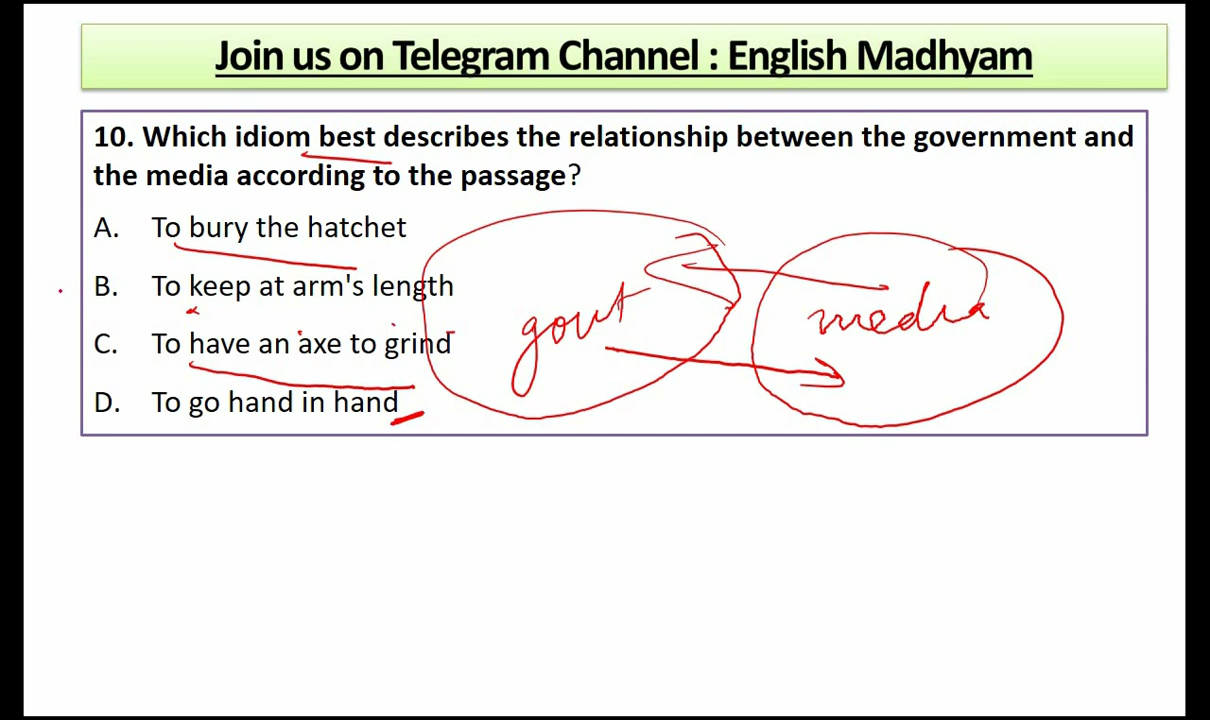 Join us on Telegram Channel : English Madhyam
10. Which idiom best describes the relationship between the government and
the media according to the passage?
A. To bury the hatchet
B. To keep at arm's length
C. To have an axe to grind
D. To go hand in hand
govt
media